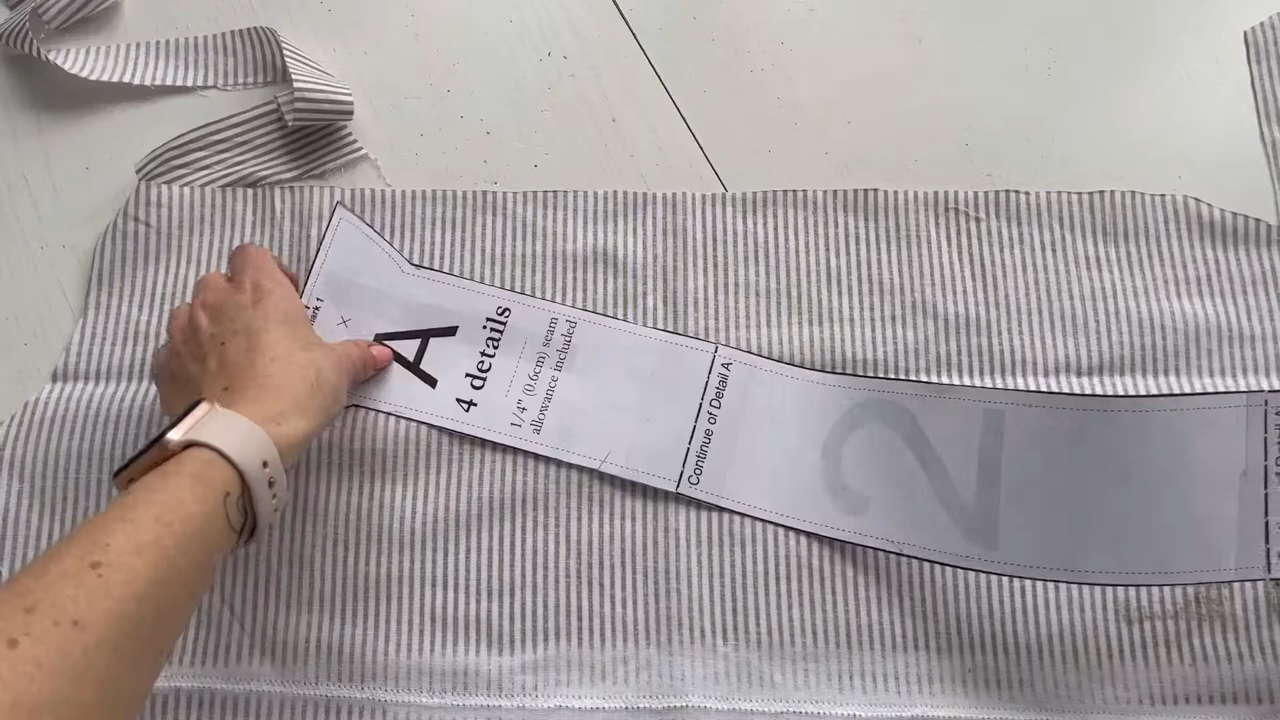 A
4 details
1/4" (0.6cm) seam
allowance included
Continue of Detail A
2